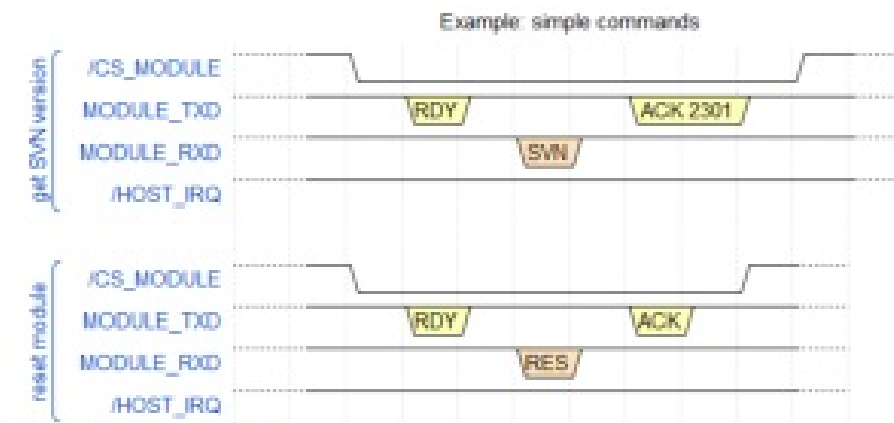 Example: simple commands
get SVN version
/CS_MODULE
MODULE_TXD RDY ACK 2301
MODULE_RXD SVN
/HOST_IRQ
reset module
/CS_MODULE
MODULE_TXD RDY ACK
MODULE_RXD RES
/HOST_IRQ